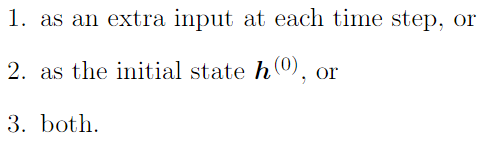 1. as an extra input at each time step, or
2. as the initial state h⁽⁰⁾, or
3. both.